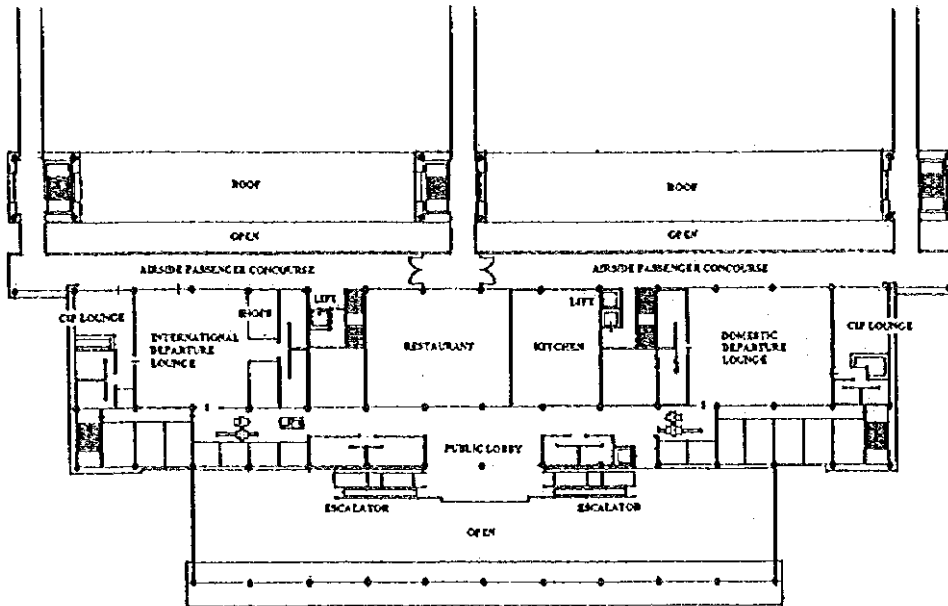 ROOF
ROOF
OPEN
OPEN
AIRSIDE PASSENGER CONCOURSE
AIRSIDE PASSENGER CONCOURSE
CIP LOUNGE
INTERNATIONAL
DEPARTURE
LOUNGE
SHOPS
LIFT
RESTAURANT
KITCHEN
LIFT
DOMESTIC
DEPARTURE
LOUNGE
CIP LOUNGE
PUBLIC LOBBY
ESCALATOR
ESCALATOR
OPEN